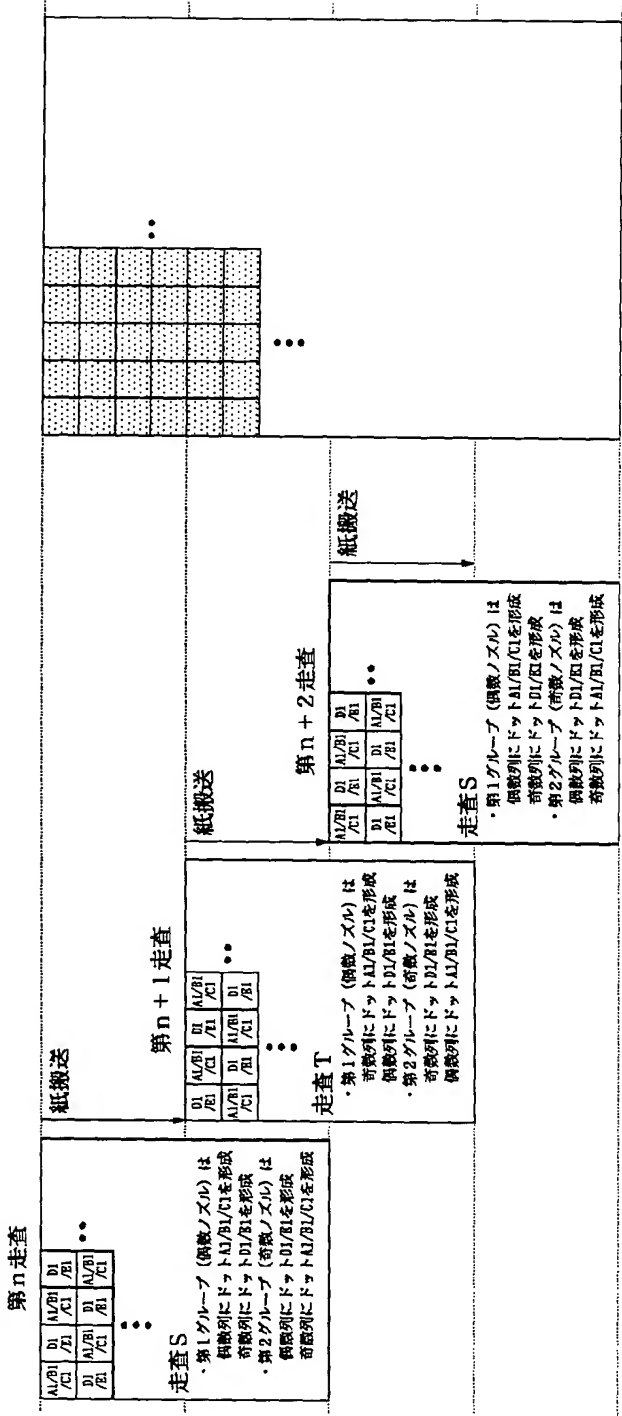 第n走査
A1/B1 D1 A1/B1 D1
/C1 /E1 /C1 /E1
D1 A1/B1 D1 A1/B1
/E1 /C1 /E1 /C1
走査S
・第1グループ (偶数ノズル) は
偶数列にドットA1/B1/C1を形成
奇数列にドットD1/E1を形成
・第2グループ (奇数ノズル) は
偶数列にドットD1/E1を形成
奇数列にドットA1/B1/C1を形成
紙搬送
第n+1走査
D1 A1/B1 D1 A1/B1
/E1 /C1 /E1 /C1
A1/B1 D1 A1/B1 D1
/C1 /E1 /C1 /E1
走査T
・第1グループ (偶数ノズル) は
奇数列にドットA1/B1/C1を形成
偶数列にドットD1/E1を形成
・第2グループ (奇数ノズル) は
奇数列にドットD1/E1を形成
偶数列にドットA1/B1/C1を形成
紙搬送
第n+2走査
A1/B1 D1 A1/B1 D1
/C1 /E1 /C1 /E1
D1 A1/B1 D1 A1/B1
/E1 /C1 /E1 /C1
走査S
・第1グループ (偶数ノズル) は
偶数列にドットA1/B1/C1を形成
奇数列にドットD1/E1を形成
・第2グループ (奇数ノズル) は
偶数列にドットD1/E1を形成
奇数列にドットA1/B1/C1を形成
紙搬送